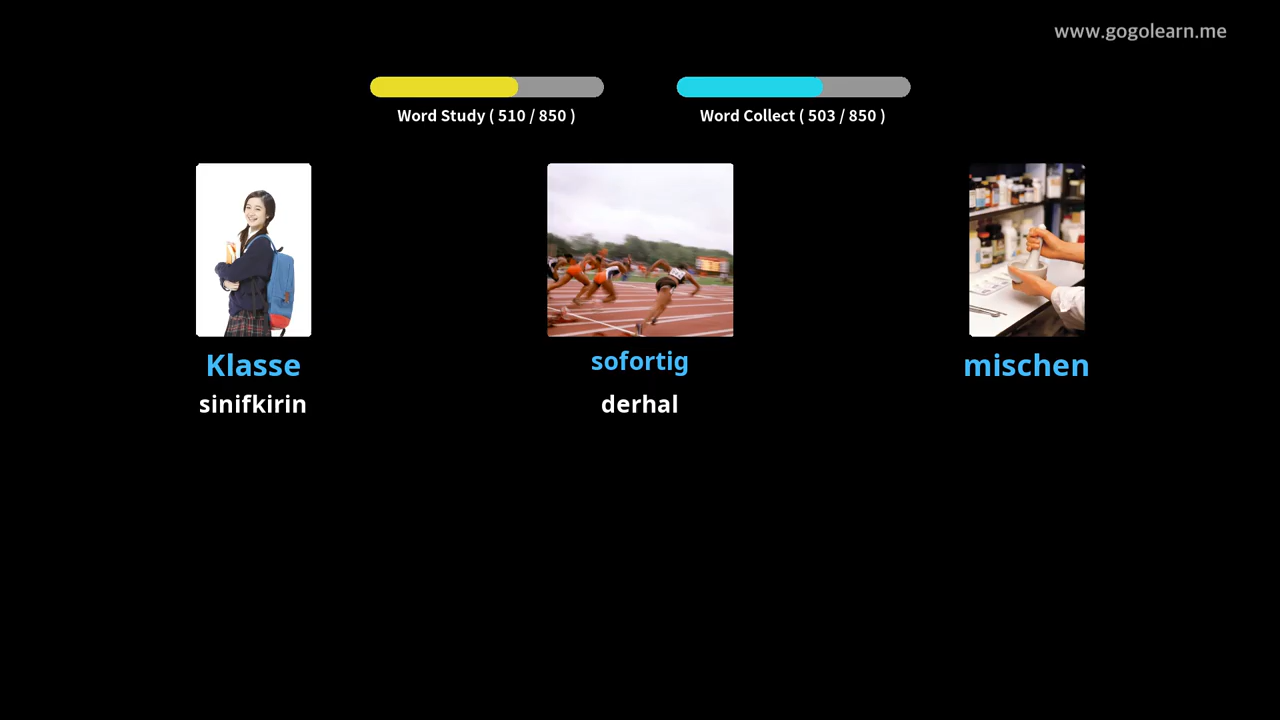 www.gogolearn.me
Word Study ( 510 / 850 )
Word Collect ( 503 / 850 )
Klasse
sofortig
mischen
sinifkirin
derhal